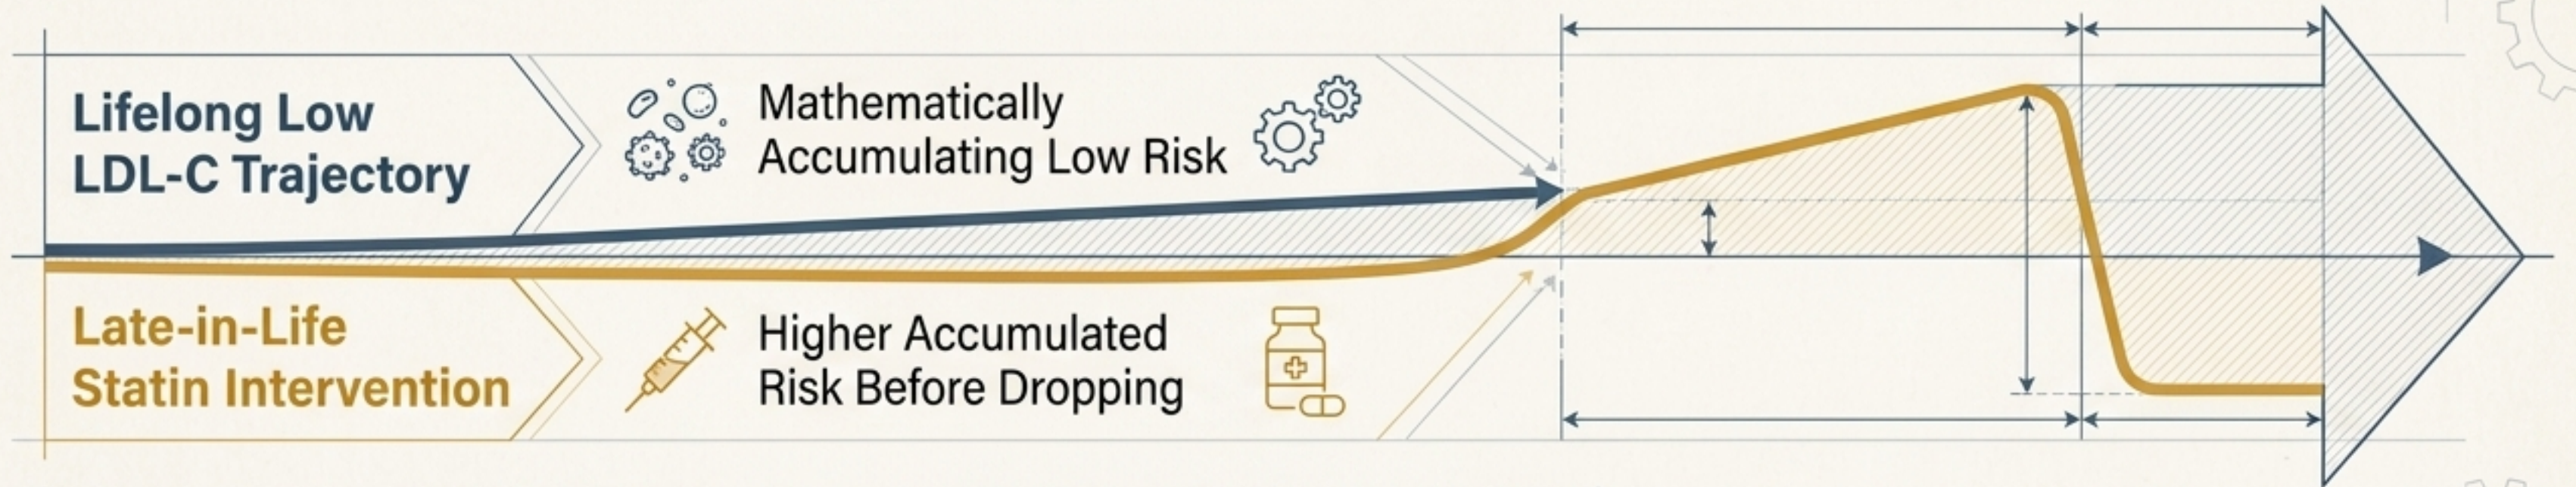 Lifelong Low
LDL-C Trajectory
Mathematically
Accumulating Low Risk
Late-in-Life
Statin Intervention
Higher Accumulated
Risk Before Dropping